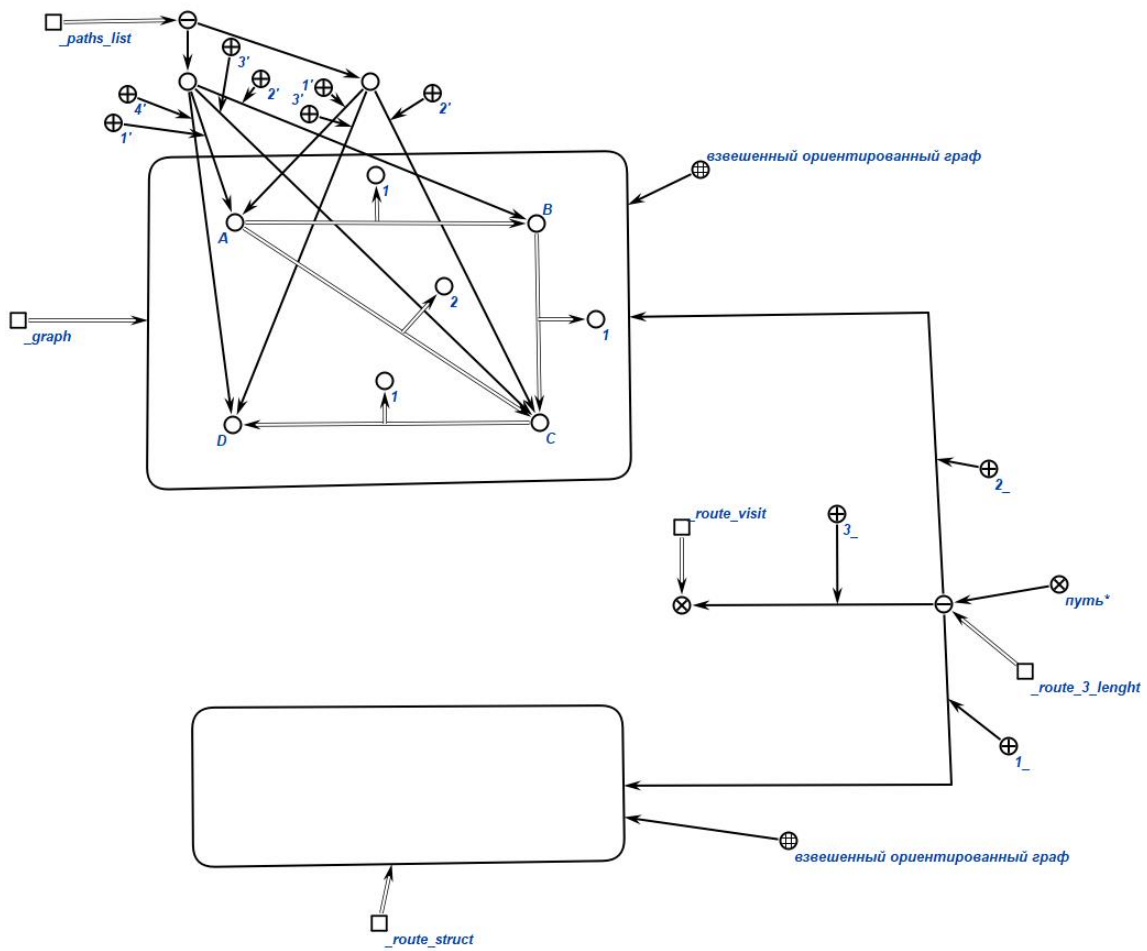 _paths_list
3'
2'
1'
3'
2'
4'
1'
взвешенный ориентированный граф
1
B
A
2
_graph
1
1
D
C
2_
_route_visit
3_
путь*
_route_3_lenght
1_
взвешенный ориентированный граф
_route_struct